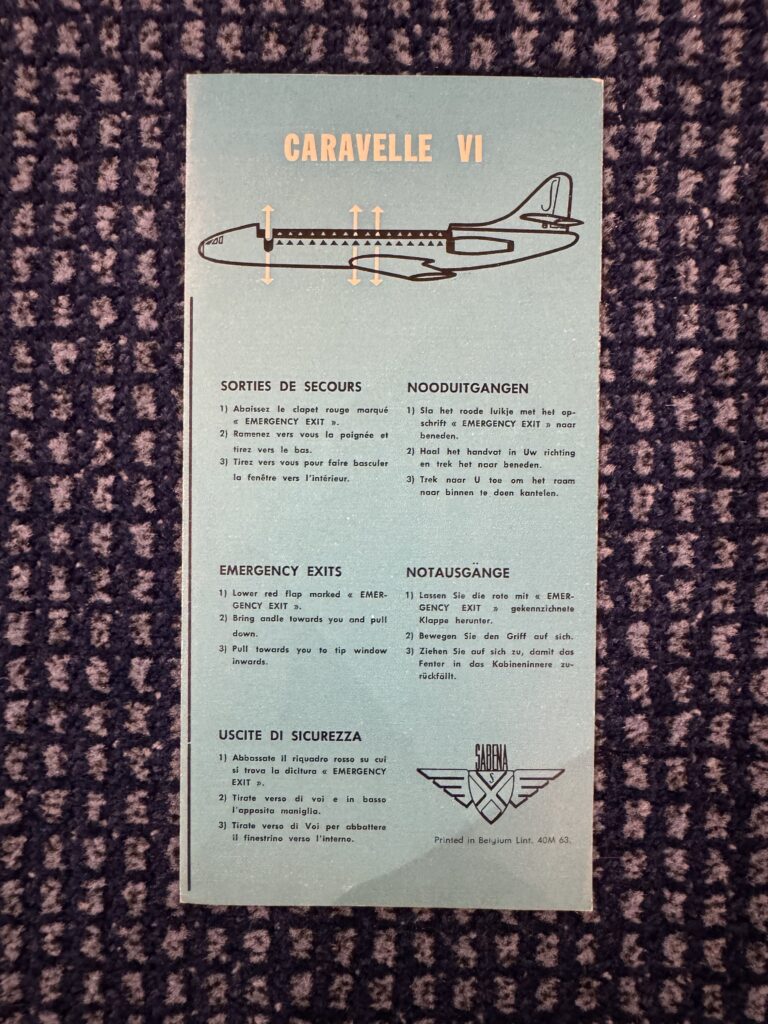 CARAVELLE VI
SORTIES DE SECOURS
1) Abaissez le clapet rouge marqué
« EMERGENCY EXIT ».
2) Ramenez vers vous la poignée et
tirez vers le bas.
3) Tirez vers vous pour faire basculer
la fenêtre vers l'intérieur.
NOODUITGANGEN
1) Sla het roode luikje met het op-
schrift « EMERGENCY EXIT » naar
beneden.
2) Haal het handvat in Uw richting
en trek het naar beneden.
3) Trek naar U toe om het raam
naar binnen te doen kantelen.
EMERGENCY EXITS
1) Lower red flap marked « EMER-
GENCY EXIT ».
2) Bring andle towards you and pull
down.
3) Pull towards you to tip window
inwards.
NOTAUSGÄNGE
1) Lassen Sie die rote mit « EMER-
GENCY EXIT » gekennzichnete
Klappe herunter.
2) Bewegen Sie den Griff auf sich.
3) Ziehen Sie auf sich zu, damit das
Fenter in das Kabineninnere zu-
rückfällt.
USCITE DI SICUREZZA
1) Abbassate il riquadro rosso su cui
si trova la dicitura « EMERGENCY
EXIT ».
2) Tirate verso di voi e in basso
l'apposita maniglia.
3) Tirate verso di Voi per abbattere
il finestrino verso l'interno.
SABENA
S
Printed in Belgium Lint. 40M 63.